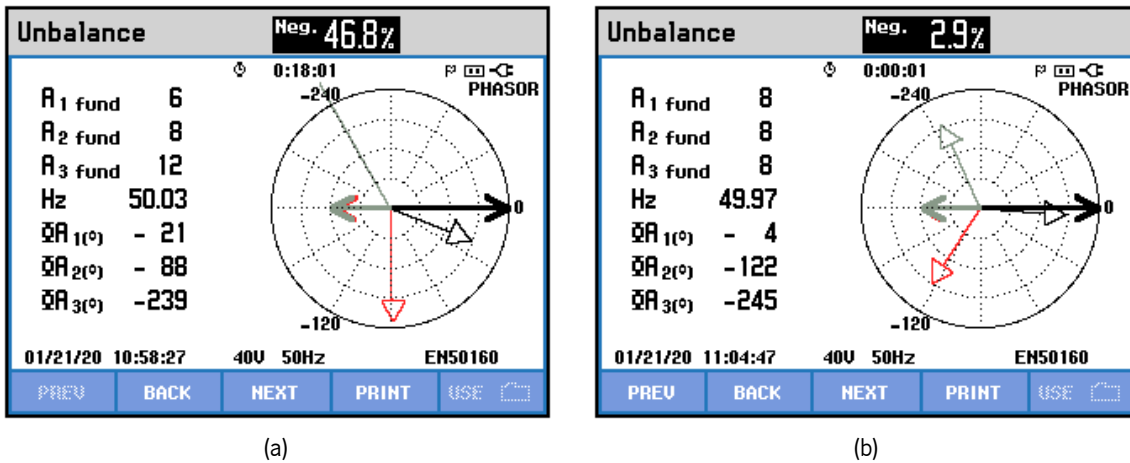 Unbalance Neg. 46.8%
0:18:01
PHASOR
A1 fund 6
A2 fund 8
A3 fund 12
Hz 50.03
ΦA1(°) - 21
ΦA2(°) - 88
ΦA3(°) -239
-240
0
-120
01/21/20 10:58:27 40V 50Hz EN50160
PREV BACK NEXT PRINT USE
(a)
Unbalance Neg. 2.9%
0:00:01
PHASOR
A1 fund 8
A2 fund 8
A3 fund 8
Hz 49.97
ΦA1(°) - 4
ΦA2(°) -122
ΦA3(°) -245
-240
0
-120
01/21/20 11:04:47 40V 50Hz EN50160
PREV BACK NEXT PRINT USE
(b)